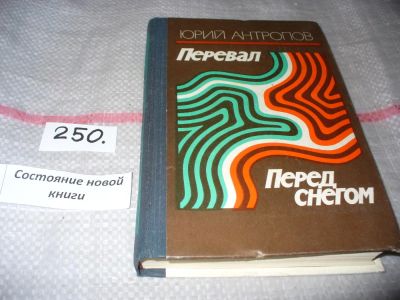 ЮРИЙ АНТРОПОВ
Перевал
Перед
снегом
250.
Состояние новой
книги